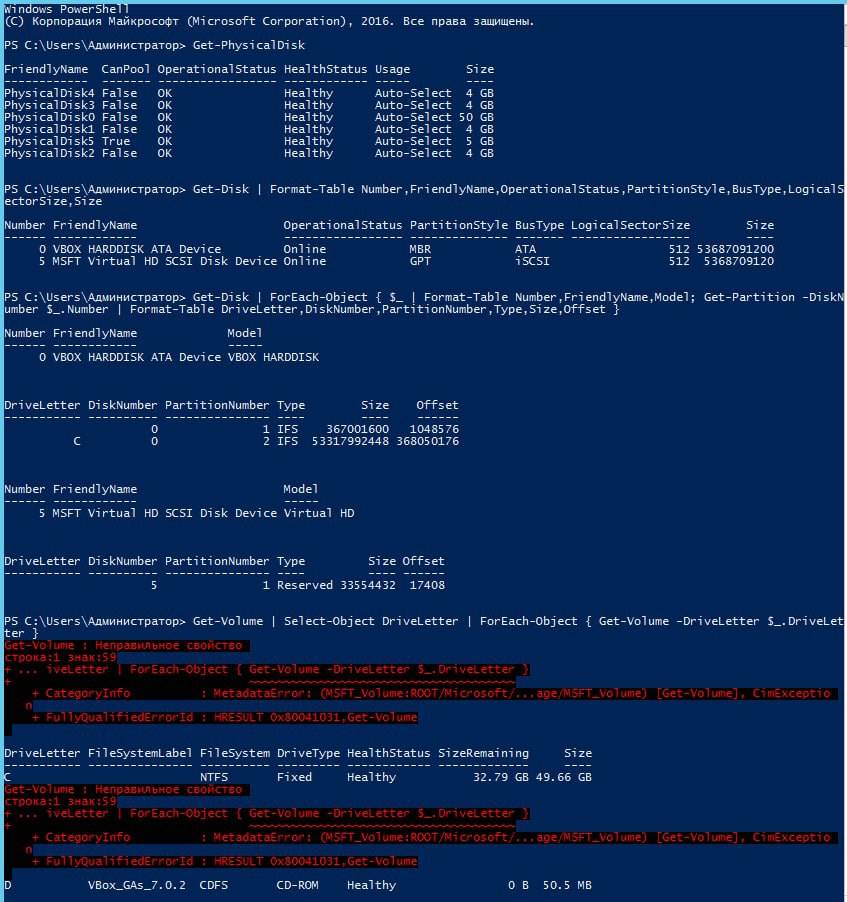 Windows PowerShell
(C) Корпорация Майкрософт (Microsoft Corporation), 2016. Все права защищены.
PS C:\Users\Администратор> Get-PhysicalDisk
FriendlyName CanPool OperationalStatus HealthStatus Usage Size
------------ ------- ----------------- ------------ ----- ----
PhysicalDisk4 False OK Healthy Auto-Select 4 GB
PhysicalDisk3 False OK Healthy Auto-Select 4 GB
PhysicalDisk0 False OK Healthy Auto-Select 50 GB
PhysicalDisk1 False OK Healthy Auto-Select 4 GB
PhysicalDisk5 True OK Healthy Auto-Select 5 GB
PhysicalDisk2 False OK Healthy Auto-Select 4 GB
PS C:\Users\Администратор> Get-Disk | Format-Table Number,FriendlyName,OperationalStatus,PartitionStyle,BusType,LogicalS
ectorSize,Size
Number FriendlyName OperationalStatus PartitionStyle BusType LogicalSectorSize Size
------ ------------ ----------------- -------------- ------- ----------------- ----
0 VBOX HARDDISK ATA Device Online MBR ATA 512 53687091200
5 MSFT Virtual HD SCSI Disk Device Online GPT iSCSI 512 5368709120
PS C:\Users\Администратор> Get-Disk | ForEach-Object { $_ | Format-Table Number,FriendlyName,Model; Get-Partition -DiskN
umber $_.Number | Format-Table DriveLetter,DiskNumber,PartitionNumber,Type,Size,Offset }
Number FriendlyName Model
------ ------------ -----
0 VBOX HARDDISK ATA Device VBOX HARDDISK
DriveLetter DiskNumber PartitionNumber Type Size Offset
----------- ---------- --------------- ---- ---- ------
0 1 IFS 367001600 1048576
C 0 2 IFS 53317992448 368050176
Number FriendlyName Model
------ ------------ -----
5 MSFT Virtual HD SCSI Disk Device Virtual HD
DriveLetter DiskNumber PartitionNumber Type Size Offset
----------- ---------- --------------- ---- ---- ------
5 1 Reserved 33554432 17408
PS C:\Users\Администратор> Get-Volume | Select-Object DriveLetter | ForEach-Object { Get-Volume -DriveLetter $_.DriveLet
ter }
Get-Volume : Неправильное свойство
строка:1 знак:59
+ ... iveLetter | ForEach-Object { Get-Volume -DriveLetter $_.DriveLetter }
+ ~~~~~~~~~~~~~~~~~~~~~~~~~~~~~~~~~~~~~~
+ CategoryInfo : MetadataError: (MSFT_Volume:ROOT/Microsoft/...age/MSFT_Volume) [Get-Volume], CimExceptio
n
+ FullyQualifiedErrorId : HRESULT 0x80041031,Get-Volume
DriveLetter FileSystemLabel FileSystem DriveType HealthStatus SizeRemaining Size
----------- --------------- ---------- --------- ------------ ------------- ----
C NTFS Fixed Healthy 32.79 GB 49.66 GB
Get-Volume : Неправильное свойство
строка:1 знак:59
+ ... iveLetter | ForEach-Object { Get-Volume -DriveLetter $_.DriveLetter }
+ ~~~~~~~~~~~~~~~~~~~~~~~~~~~~~~~~~~~~~~
+ CategoryInfo : MetadataError: (MSFT_Volume:ROOT/Microsoft/...age/MSFT_Volume) [Get-Volume], CimExceptio
n
+ FullyQualifiedErrorId : HRESULT 0x80041031,Get-Volume
D VBox_GAs_7.0.2 CDFS CD-ROM Healthy 0 B 50.5 MB